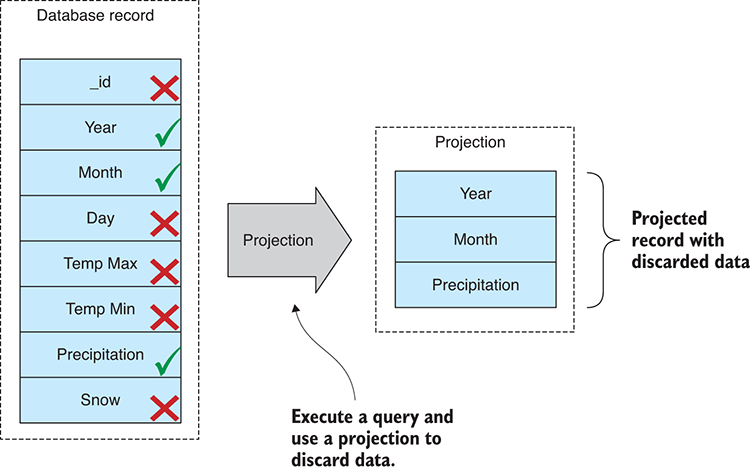 Database record
_id
Year
Month
Day
Temp Max
Temp Min
Precipitation
Snow
Projection
Execute a query and
use a projection to
discard data.
Projection
Year
Month
Precipitation
Projected
record with
discarded data